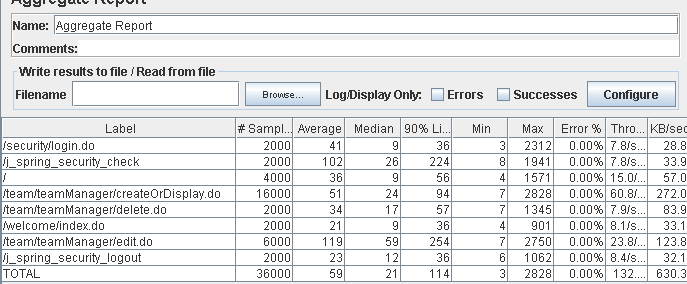 Aggregate Report
Name: Aggregate Report
Comments:
Write results to file / Read from file
Filename Browse... Log/Display Only: Errors Successes Configure
Label # Sampl... Average Median 90% Li... Min Max Error % Thro... KB/sec
/security/login.do 2000 41 9 36 3 2312 0.00% 7.8/s... 28.8
/j_spring_security_check 2000 102 26 224 8 1941 0.00% 7.8/s... 33.9
/ 4000 36 9 56 4 1571 0.00% 15.0/... 57.0
/team/teamManager/createOrDisplay.do 16000 51 24 94 7 2828 0.00% 60.8/... 272.0
/team/teamManager/delete.do 2000 34 17 57 7 1345 0.00% 7.9/s... 83.9
/welcome/index.do 2000 21 9 36 4 901 0.00% 8.1/s... 33.1
/team/teamManager/edit.do 6000 119 59 254 7 2750 0.00% 23.8/... 123.8
/j_spring_security_logout 2000 23 12 36 6 1062 0.00% 8.4/s... 32.1
TOTAL 36000 59 21 114 3 2828 0.00% 132.... 630.3